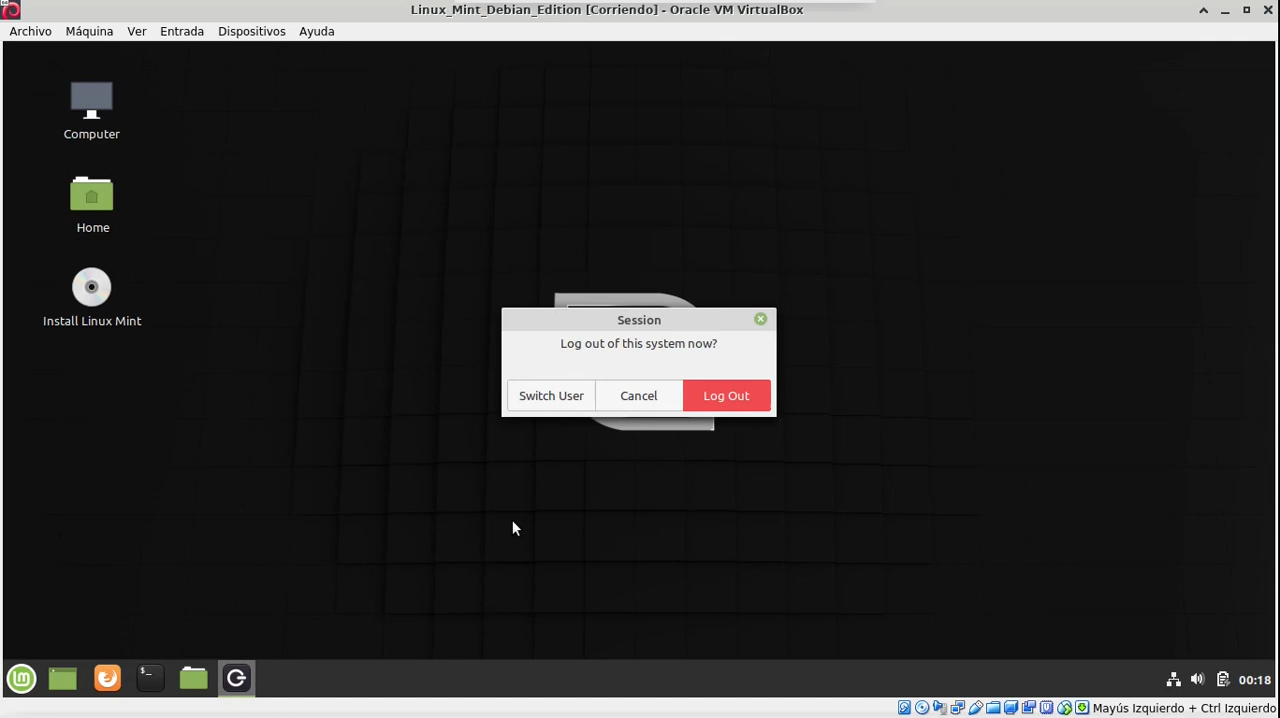 Linux_Mint_Debian_Edition [Corriendo] - Oracle VM VirtualBox
Archivo Máquina Ver Entrada Dispositivos Ayuda
Computer
Home
Install Linux Mint
Session
Log out of this system now?
Switch User Cancel Log Out
lm $_ 00:18
Mayús Izquierdo + Ctrl Izquierdo